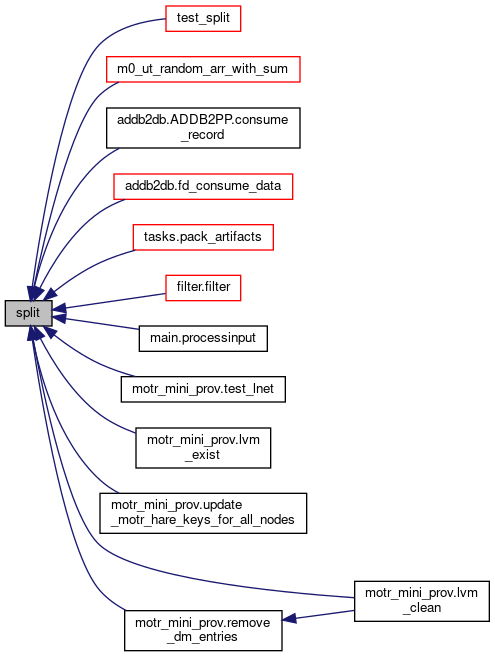 test_split
m0_ut_random_arr_with_sum
addb2db.ADDB2PP.consume
_record
addb2db.fd_consume_data
tasks.pack_artifacts
filter.filter
split
main.processinput
motr_mini_prov.test_lnet
motr_mini_prov.lvm
_exist
motr_mini_prov.update
_motr_hare_keys_for_all_nodes
motr_mini_prov.lvm
_clean
motr_mini_prov.remove
_dm_entries